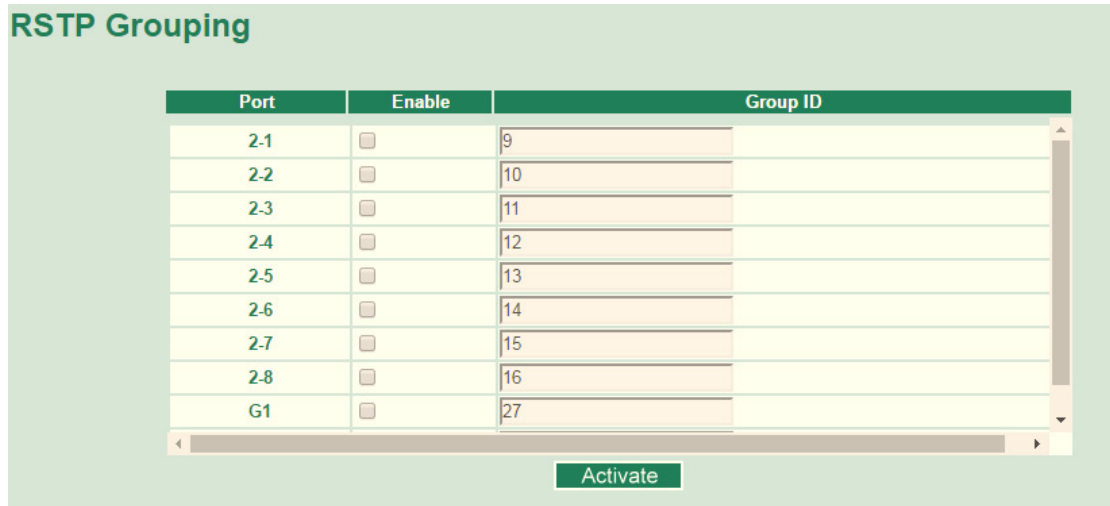 RSTP Grouping
Port Enable Group ID
2-1 9
2-2 10
2-3 11
2-4 12
2-5 13
2-6 14
2-7 15
2-8 16
G1 27
Activate